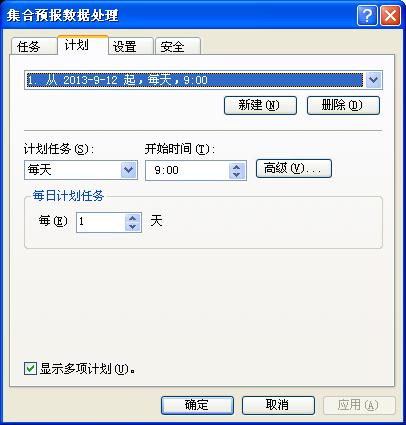 集合预报数据处理
任务 计划 设置 安全
1. 从 2013-9-12 起，每天，9:00
新建(N) 删除(D)
计划任务(S): 开始时间(T):
每天 9:00 高级(V)...
每日计划任务
每(E) 1 天
显示多项计划(U)。
确定 取消 应用(A)